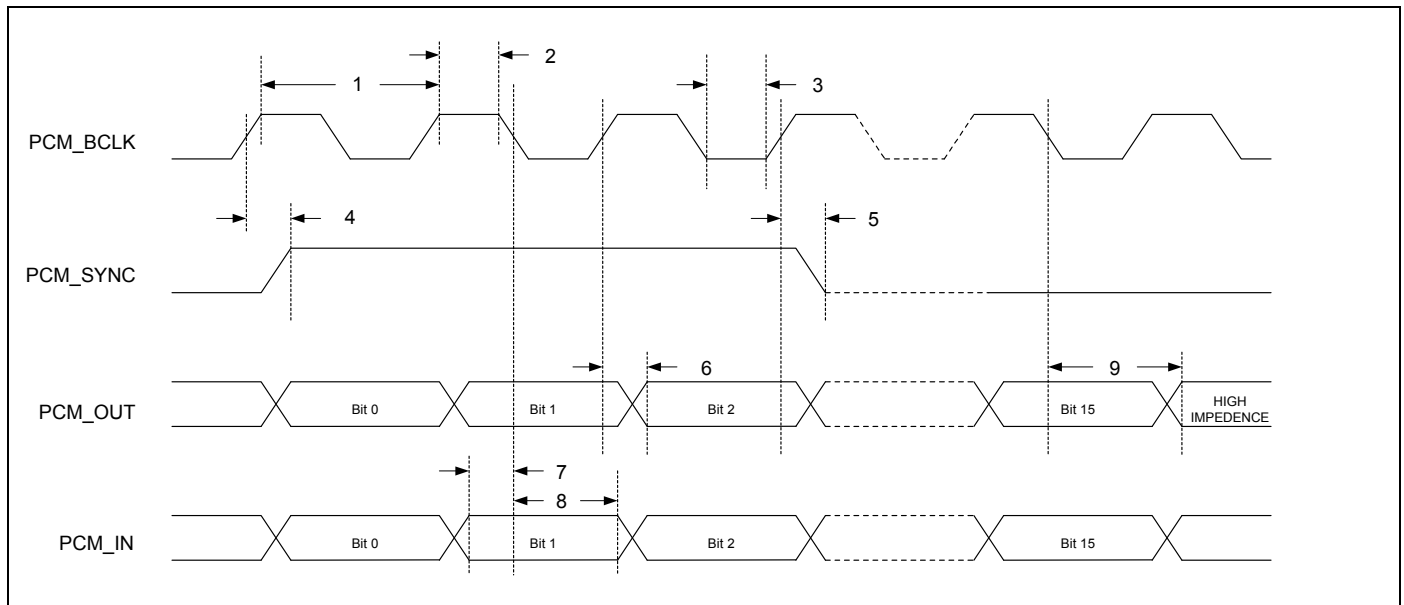 2
1
3
PCM_BCLK
4
5
PCM_SYNC
6
9
PCM_OUT
Bit 0
Bit 1
Bit 2
Bit 15
HIGH
IMPEDENCE
7
8
PCM_IN
Bit 0
Bit 1
Bit 2
Bit 15